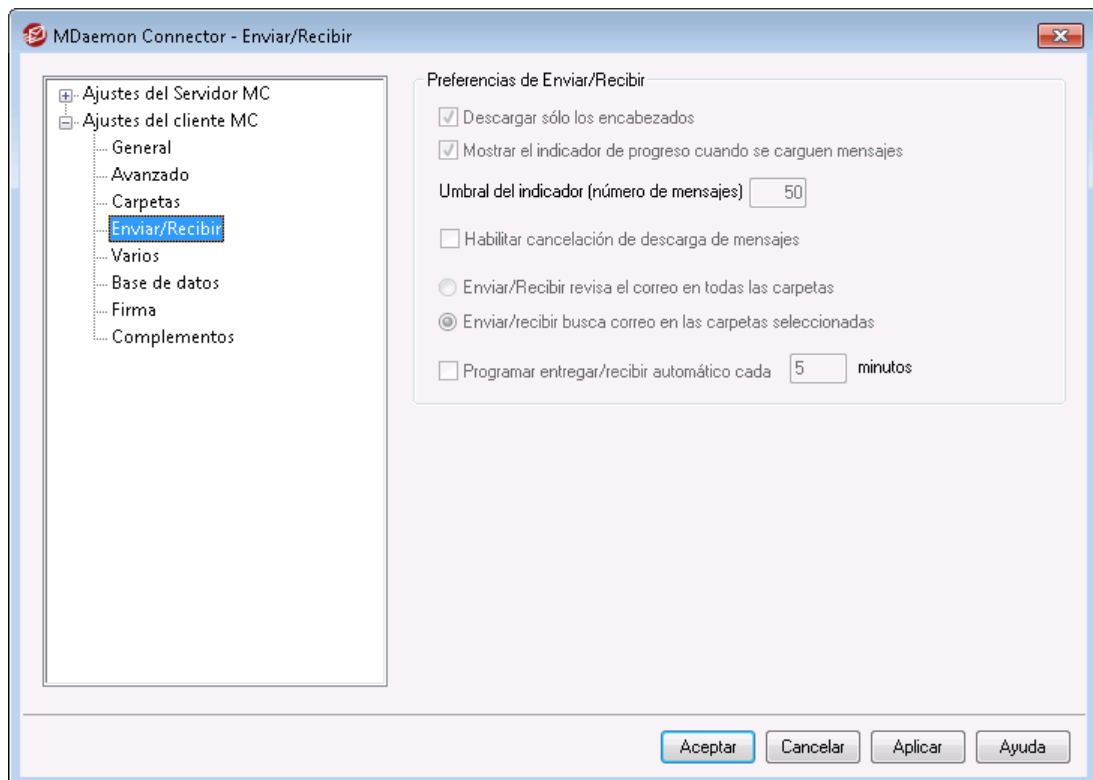 MDaemon Connector - Enviar/Recibir
Ajustes del Servidor MC
Ajustes del cliente MC
General
Avanzado
Carpetas
Enviar/Recibir
Varios
Base de datos
Firma
Complementos
Preferencias de Enviar/Recibir
Descargar sólo los encabezados
Mostrar el indicador de progreso cuando se carguen mensajes
Umbral del indicador (número de mensajes) 50
Habilitar cancelación de descarga de mensajes
Enviar/Recibir revisa el correo en todas las carpetas
Enviar/recibir busca correo en las carpetas seleccionadas
Programar entregar/recibir automático cada 5 minutos
Aceptar Cancelar Aplicar Ayuda